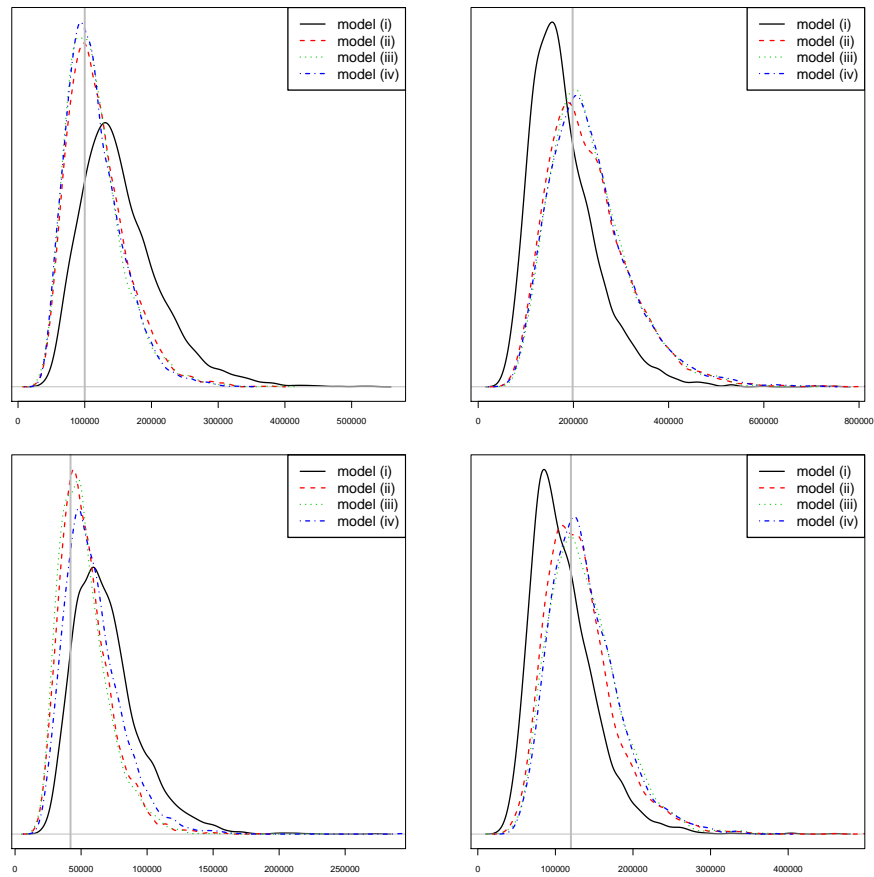 model (i)
model (ii)
model (iii)
model (iv)
0 100000 200000 300000 400000 500000
model (i)
model (ii)
model (iii)
model (iv)
0 200000 400000 600000 800000
model (i)
model (ii)
model (iii)
model (iv)
0 50000 100000 150000 200000 250000
model (i)
model (ii)
model (iii)
model (iv)
0 100000 200000 300000 400000